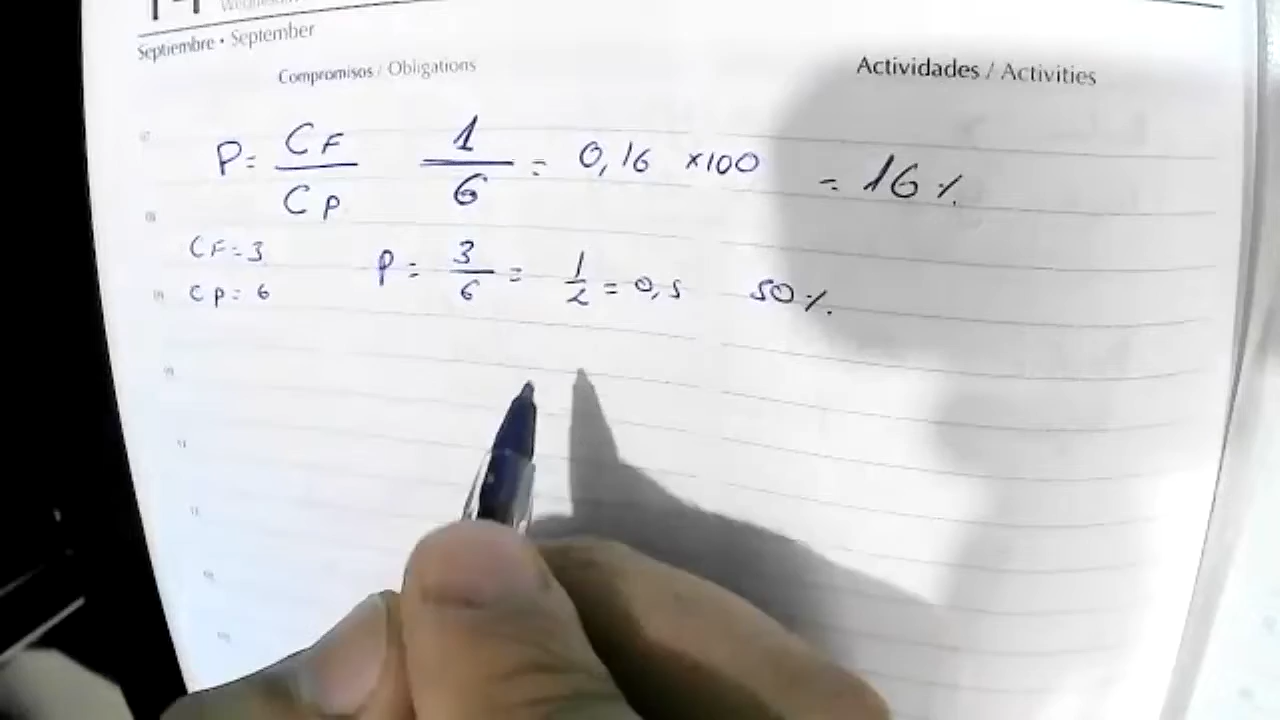 Septiembre • September
Compromisos / Obligations
Actividades / Activities
P = CF/CP 1/6 = 0,16 ×100 = 16 %
CF = 3
P = 3/6 = 1/2 = 0,5 50 %
CP = 6